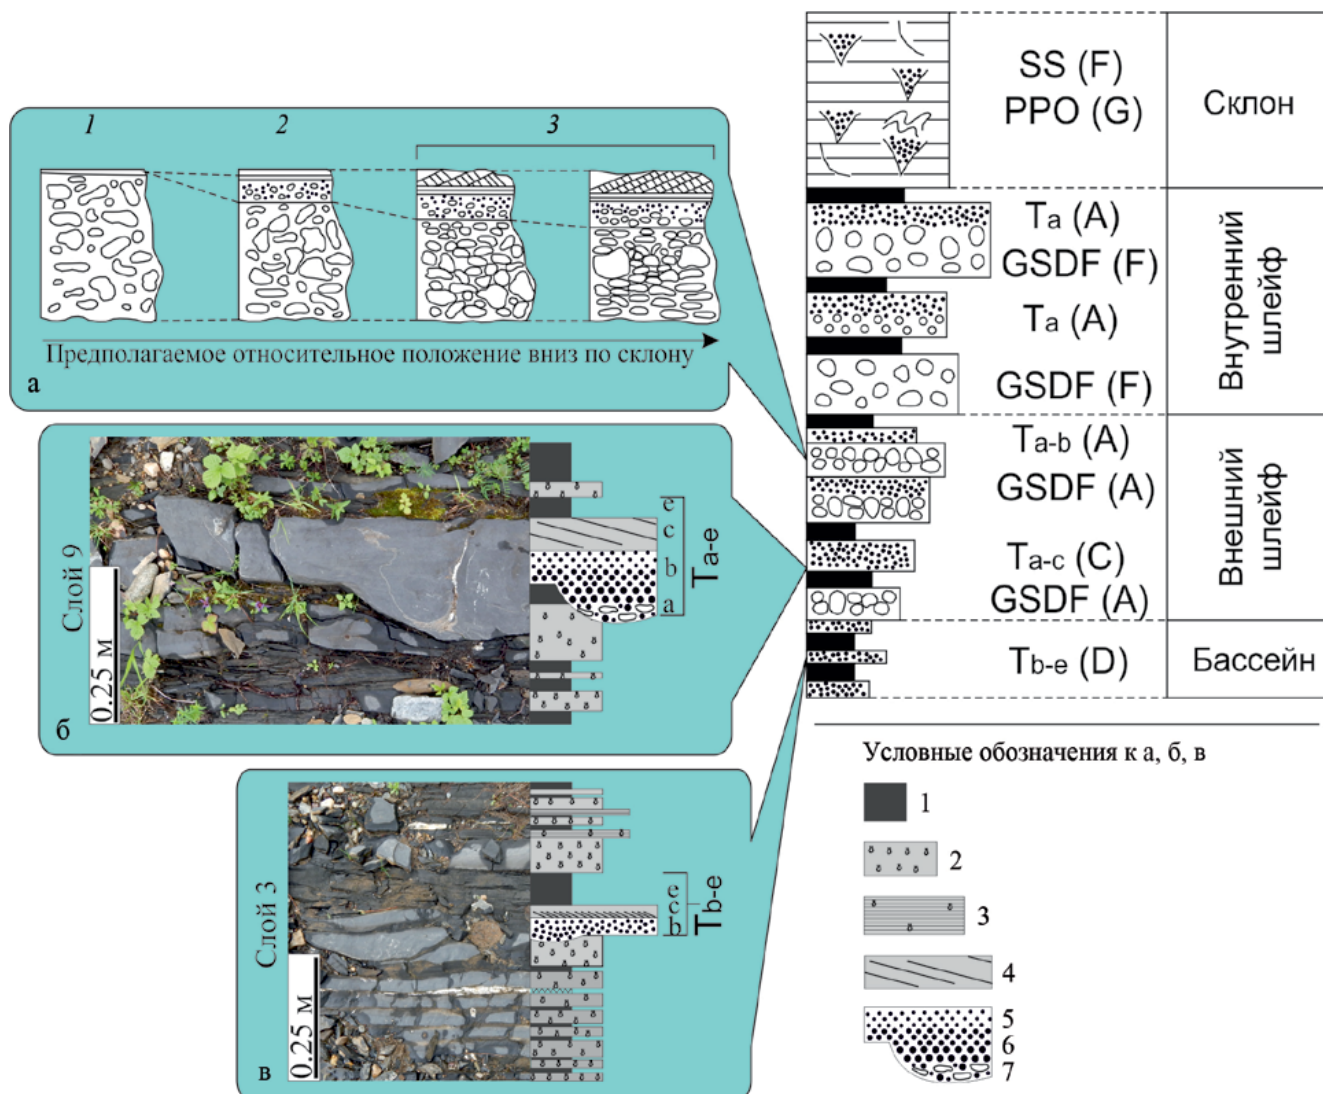 1
2
3
Предполагаемое относительное положение вниз по склону
а
Слой 9
0.25 м
б
e
c
b
a
Ta-e
Слой 3
0.25 м
в
e
c
b
Tb-e
SS (F)
PPO (G)
Склон
Ta (A)
GSDF (F)
Ta (A)
GSDF (F)
Внутренний
шлейф
Ta-b (A)
GSDF (A)
Ta-c (C)
GSDF (A)
Внешний
шлейф
Tb-e (D)
Бассейн
Условные обозначения к а, б, в
1
2
3
4
5
6
7